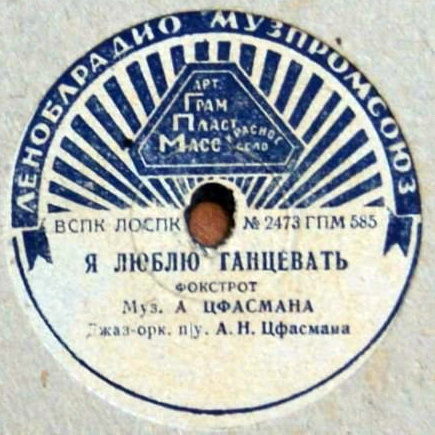 ЛЕНОБЛРАДИО МУЗПРОМСОЮЗ
АРТ.
ГРАМ
ПЛАСТ
МАСС
КРАСНОЕ
СЕЛО
ВСПК ЛОСПК № 2473 ГПМ 585
Я ЛЮБЛЮ ТАНЦЕВАТЬ
ФОКСТРОТ
Муз. А ЦФАСМАНА
Джаз-орк. п/у. А. Н. Цфасмана